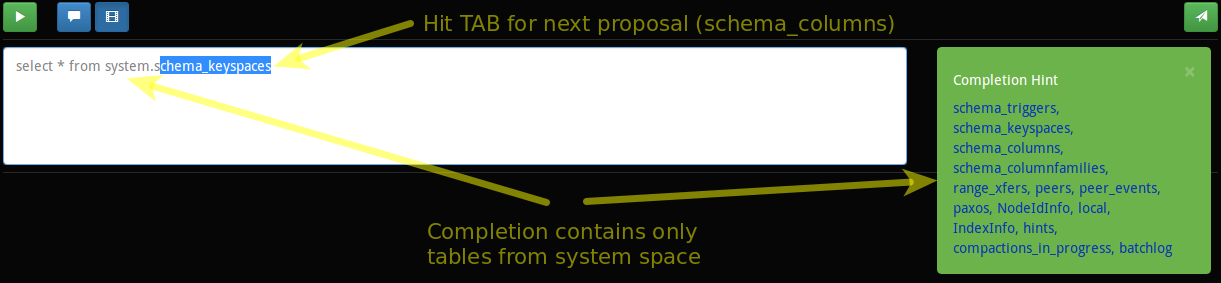 Hit TAB for next proposal (schema_columns)
select * from system.schema_keyspaces
Completion Hint
×
schema_triggers,
schema_keyspaces,
schema_columns,
schema_columnfamilies,
range_xfers, peers, peer_events,
paxos, NodeIdInfo, local,
IndexInfo, hints,
compactions_in_progress, batchlog
Completion contains only
tables from system space